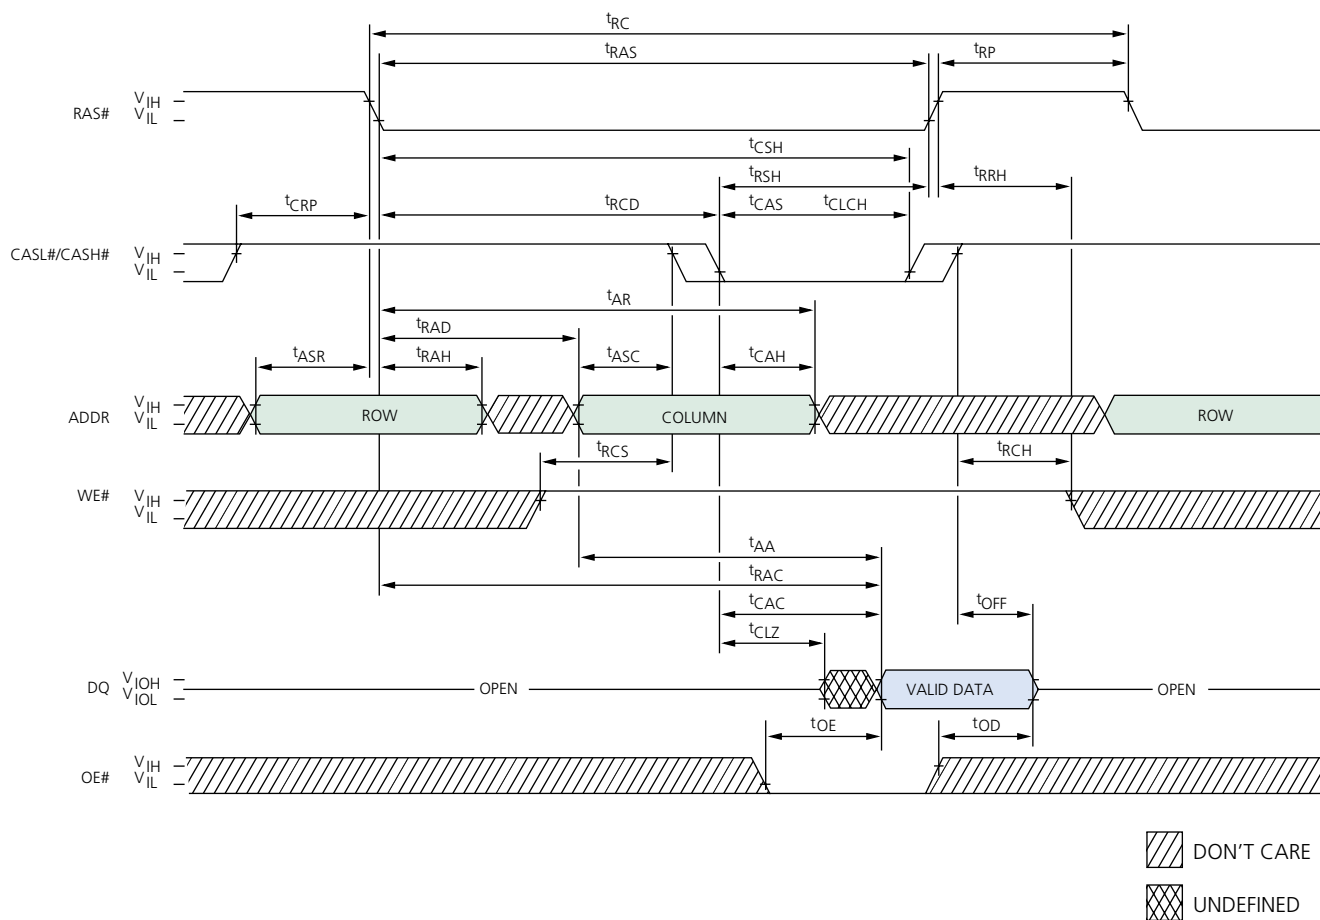 tRC
tRAS tRP
RAS# VIH
VIL
tCSH
tRSH tRRH
tCRP tRCD tCAS tCLCH
CASL#/CASH# VIH
VIL
tAR
tRAD
tASR tRAH tASC tCAH
ADDR VIH
VIL
ROW COLUMN ROW
tRCS tRCH
WE# VIH
VIL
tAA
tRAC
tCAC tOFF
tCLZ
DQ VIOH
VIOL
OPEN VALID DATA OPEN
tOE tOD
OE# VIH
VIL
DON'T CARE
UNDEFINED